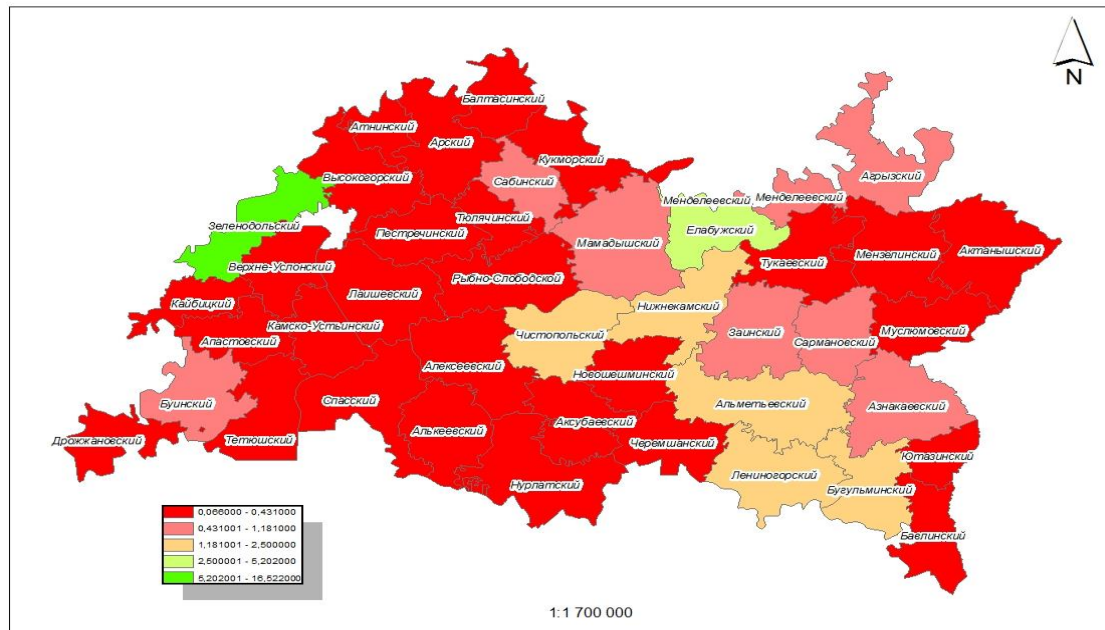 N
Балтасинский
Атнинский
Арский
Кукморский
Высокогорский
Сабинский
Агрызский
Менделеевский
Менделеевский
Тюлячинский
Зеленодольский
Пестречинский
Мамадышский
Елабужский
Актанышский
Мензелинский
Верхне-Услонский
Тукаевский
Рыбно-Слободской
Лаишевский
Кайбицкий
Нижнекамский
Камско-Устьинский
Чистопольский
Заинский
Муслюмовский
Апастовский
Сармановский
Алексеевский
Новошешминский
Спасский
Буинский
Альметьевский
Азнакаевский
Аксубаевский
Алькеевский
Дрожжановский
Тетюшский
Черемшанский
Ютазинский
Лениногорский
Нурлатский
Бугульминский
Бавлинский
0,066000 - 0,431000
0,431001 - 1,181000
1,181001 - 2,500000
2,500001 - 5,202000
5,202001 - 16,522000
1:1 700 000